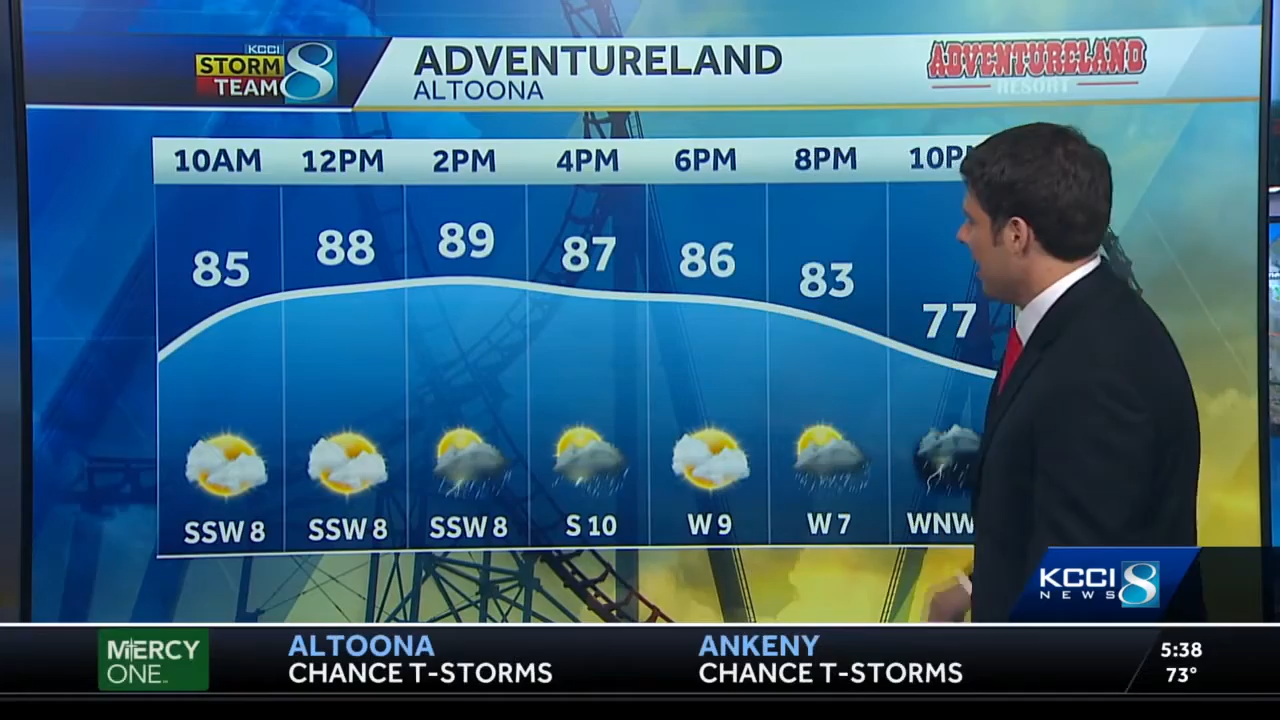 KCCI
STORM
TEAM 8
ADVENTURELAND
ALTOONA
ADVENTURELAND
RESORT
10AM 12PM 2PM 4PM 6PM 8PM
85 88 89 87 86 83 77
SSW 8 SSW 8 SSW 8 S 10 W 9 W 7 WNW
KCCI 8
NEWS
MERCY
ONE
ALTOONA
CHANCE T-STORMS
ANKENY
CHANCE T-STORMS
5:38
73°